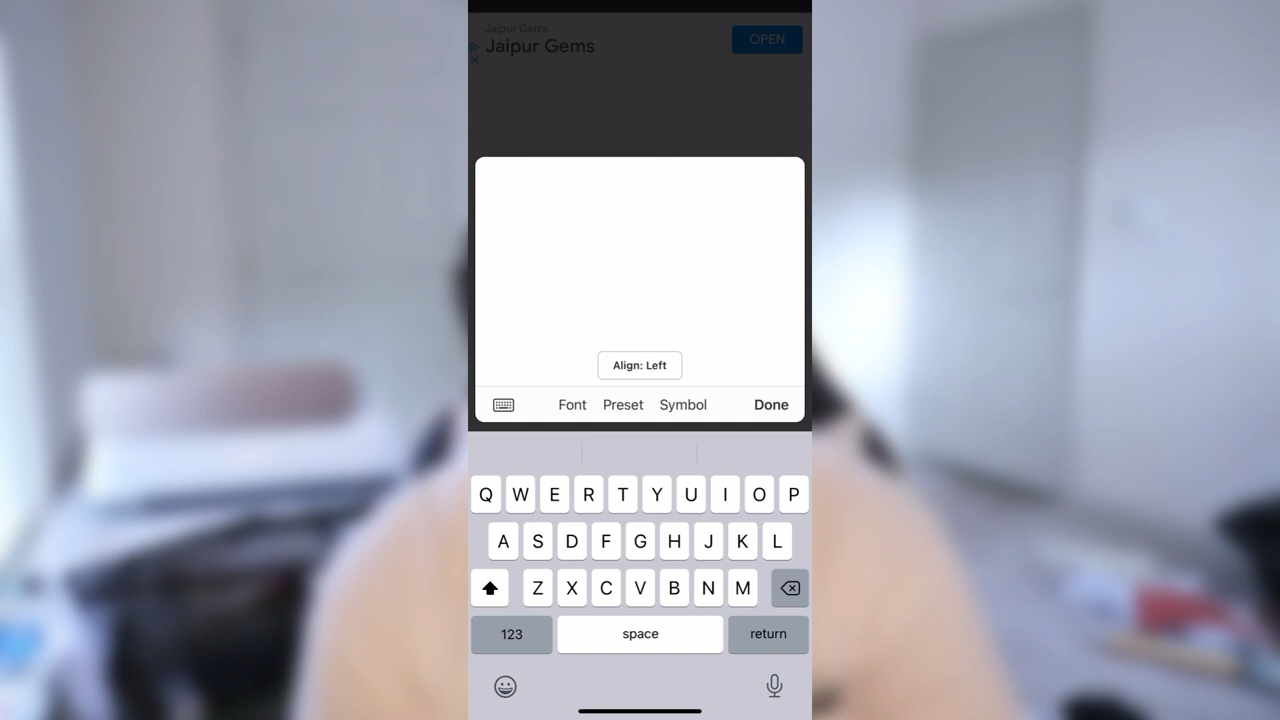 Jaipur Gems
Jaipur Gems
OPEN
Align: Left
Font Preset Symbol Done
Q W E R T Y U I O P
A S D F G H J K L
Z X C V B N M
123 space return